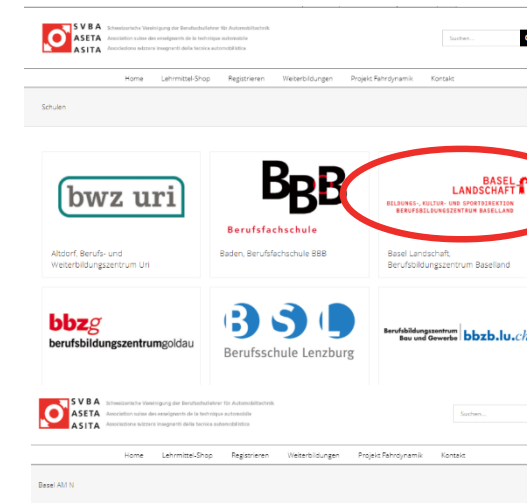 SVBA Schweizerische Vereinigung der Berufsschullehrer für Automobiltechnik
ASETA Association suisse des enseignants de la technique automobile
ASITA Associazione svizzera insegnanti della tecnica automobilistica
Suchen...
Home Lehrmittel-Shop Registrieren Weiterbildungen Projekt Fahrdynamik Kontakt
Schulen
bwz uri
BBB
Berufsfachschule
BASEL
LANDSCHAFT
BILDUNGS-, KULTUR- UND SPORTDIREKTION
BERUFSBILDUNGSZENTRUM BASELLAND
Altdorf, Berufs- und
Weiterbildungszentrum Uri
Baden, Berufsfachschule BBB
Basel Landschaft,
Berufsbildungszentrum Baselland
bbzg
berufsbildungszentrumgoldau
BSL
Berufsschule Lenzburg
Berufsbildungszentrum
Bau und Gewerbe
bbzb.lu.ch
SVBA Schweizerische Vereinigung der Berufsschullehrer für Automobiltechnik
ASETA Association suisse des enseignants de la technique automobile
ASITA Associazione svizzera insegnanti della tecnica automobilistica
Suchen...
Home Lehrmittel-Shop Registrieren Weiterbildungen Projekt Fahrdynamik Kontakt
Basel AM N